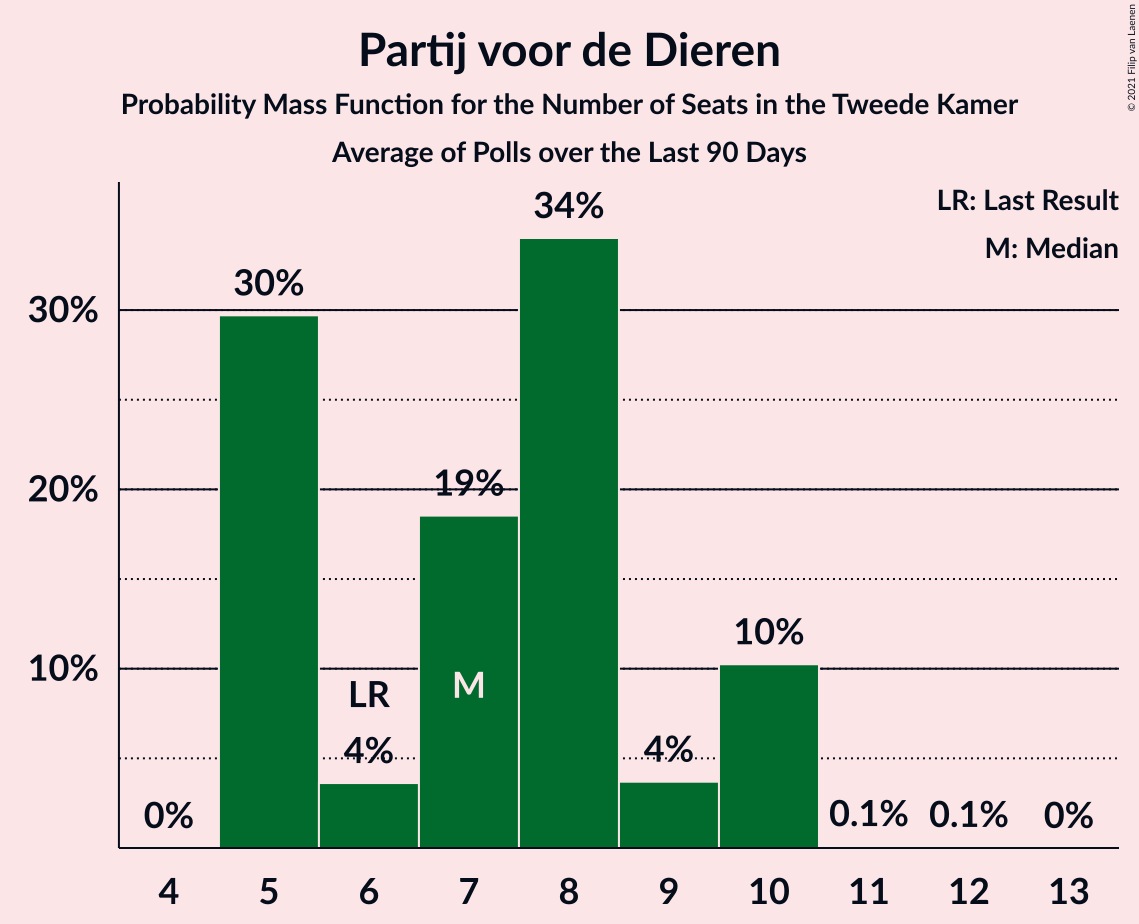 Partij voor de Dieren
Probability Mass Function for the Number of Seats in the Tweede Kamer
Average of Polls over the Last 90 Days
© 2021 Filip van Laenen
LR: Last Result
M: Median
34%
30%
30%
20%
19%
10%
10%
LR
M
4%
4%
0%
0.1%
0.1%
0%
4
5
6
7
8
9
10
11
12
13